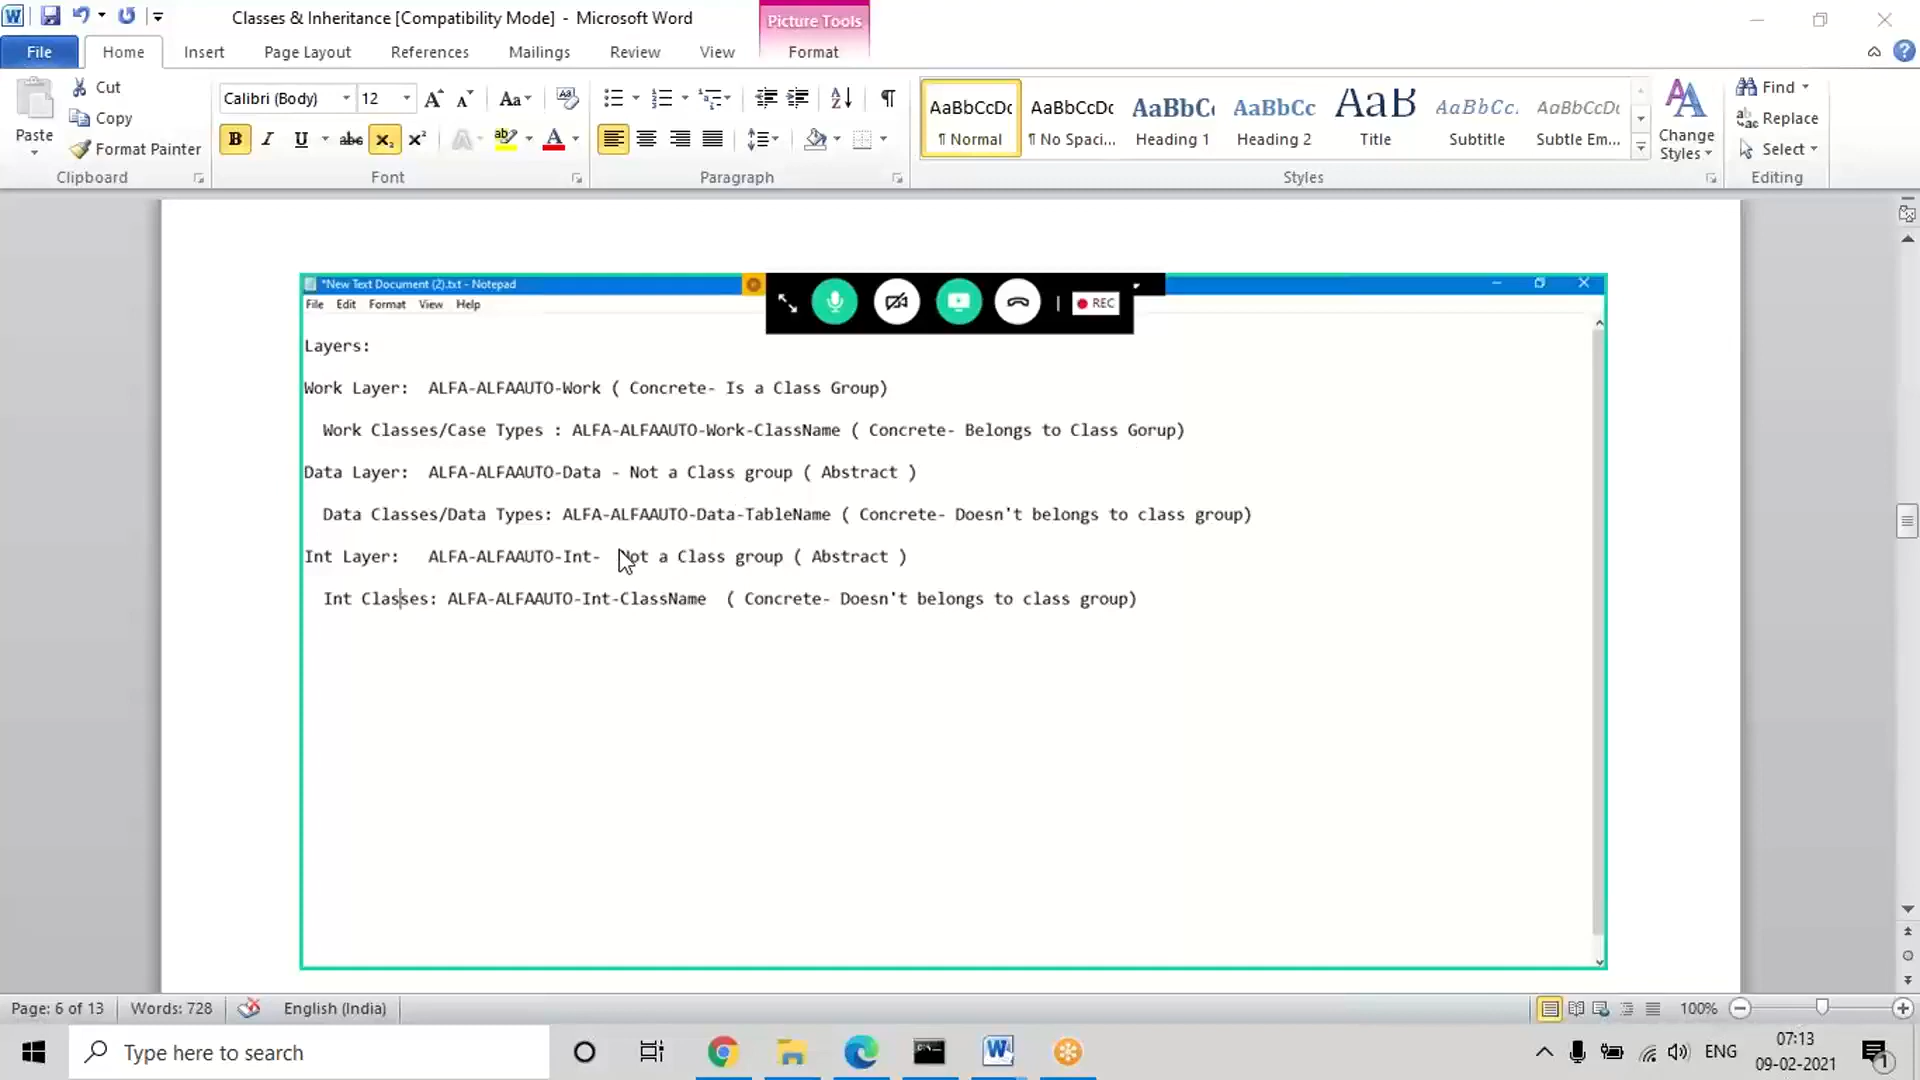 Classes & Inheritance [Compatibility Mode] - Microsoft Word
Picture Tools
File Home Insert Page Layout References Mailings Review View Format
Paste
Cut
Copy
Format Painter
Clipboard
Calibri (Body) 12
Font
Paragraph
AaBbCcDc AaBbCcDc AaBbC AaBbCc AaB AaBbCc. AaBbCcDc
¶ Normal ¶ No Spaci... Heading 1 Heading 2 Title Subtitle Subtle Em...
Change Styles
Styles
Find
Replace
Select
Editing
*New Text Document (2).txt - Notepad
File Edit Format View Help
REC
Layers:
Work Layer: ALFA-ALFAAUTO-Work ( Concrete- Is a Class Group)
Work Classes/Case Types : ALFA-ALFAAUTO-Work-ClassName ( Concrete- Belongs to Class Gorup)
Data Layer: ALFA-ALFAAUTO-Data - Not a Class group ( Abstract )
Data Classes/Data Types: ALFA-ALFAAUTO-Data-TableName ( Concrete- Doesn't belongs to class group)
Int Layer: ALFA-ALFAAUTO-Int- Not a Class group ( Abstract )
Int Classes: ALFA-ALFAAUTO-Int-ClassName ( Concrete- Doesn't belongs to class group)
Page: 6 of 13 Words: 728 English (India) 100%
Type here to search
ENG
07:13
09-02-2021
1